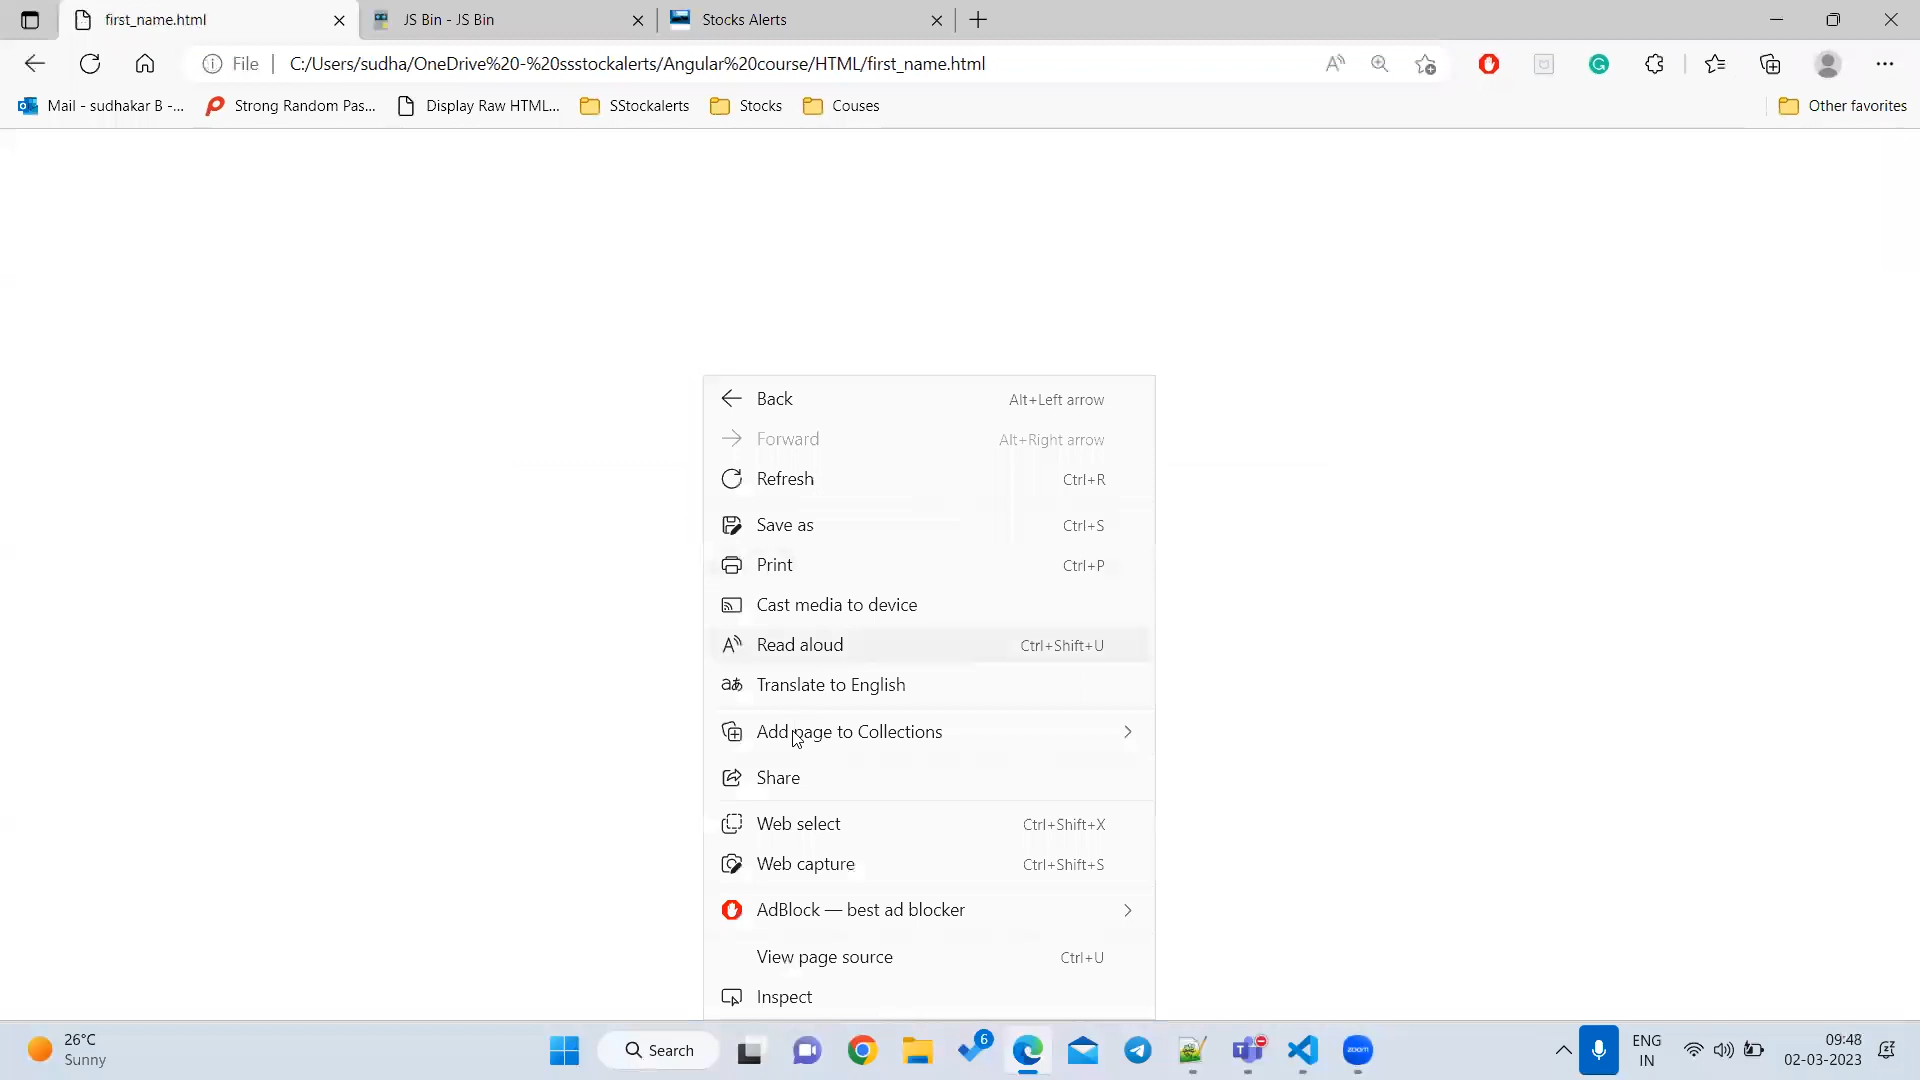 first_name.html
JS Bin - JS Bin
Stocks Alerts
File
C:/Users/sudha/OneDrive%20-%20ssstockalerts/Angular%20course/HTML/first_name.html
Mail - sudhakar B -...
Strong Random Pas...
Display Raw HTML...
SStockalerts
Stocks
Couses
Other favorites
Back Alt+Left arrow
Forward Alt+Right arrow
Refresh Ctrl+R
Save as Ctrl+S
Print Ctrl+P
Cast media to device
Read aloud Ctrl+Shift+U
Translate to English
Add page to Collections
Share
Web select Ctrl+Shift+X
Web capture Ctrl+Shift+S
AdBlock — best ad blocker
View page source Ctrl+U
Inspect
26°C
Sunny
Search
6
zoom
ENG
IN
09:48
02-03-2023